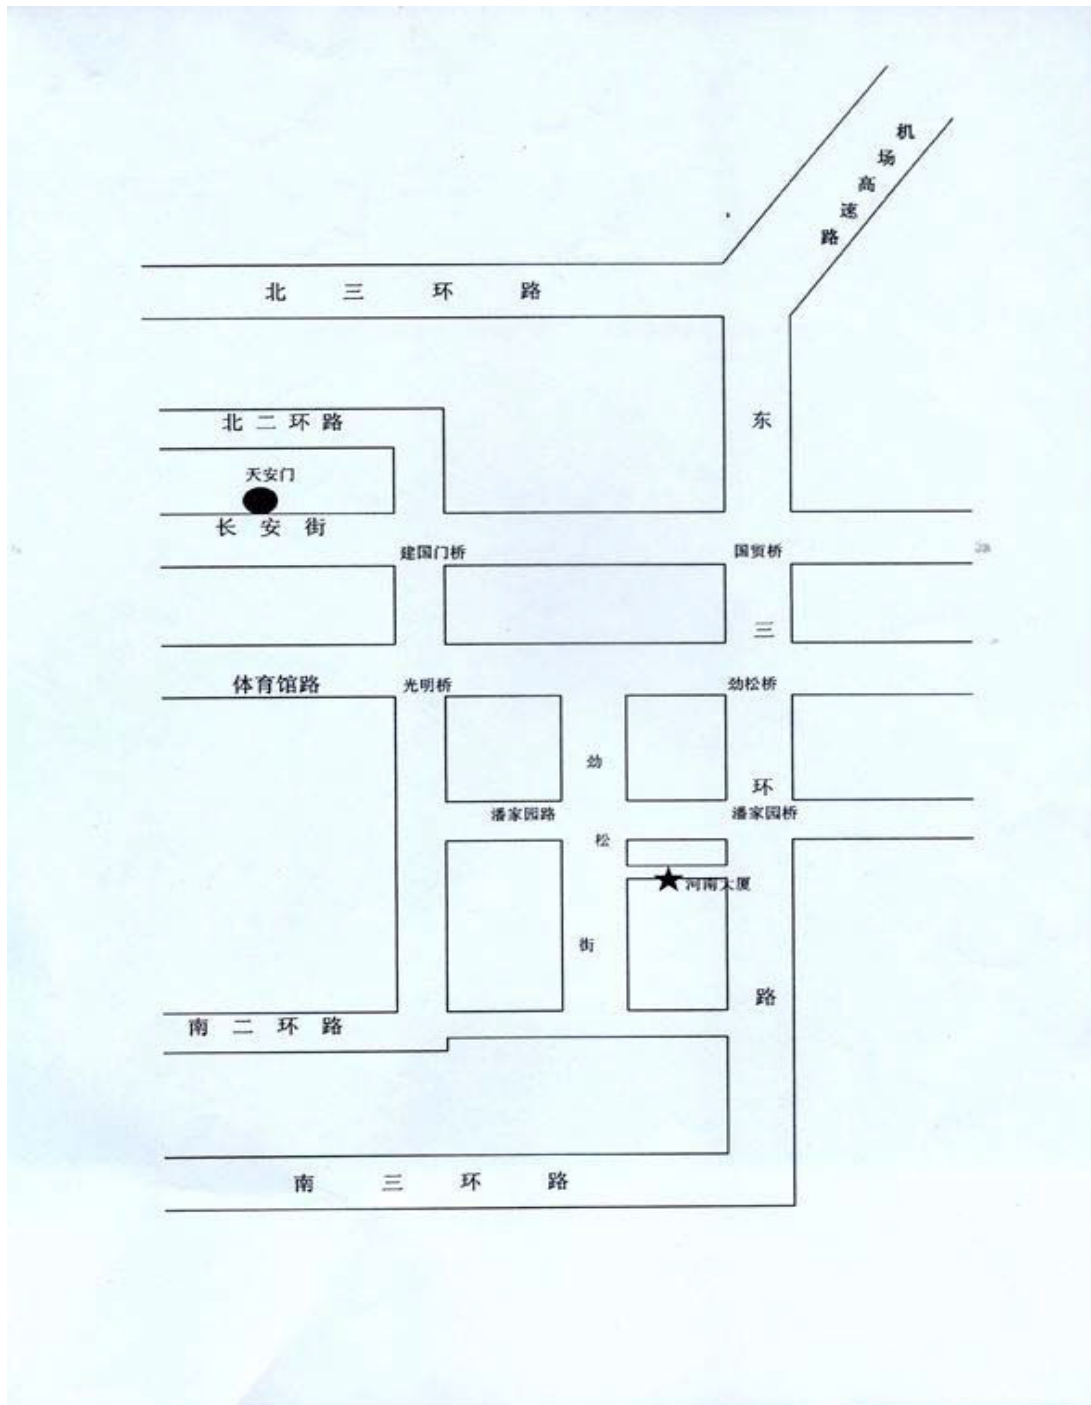 机场高速路
北三环路
北二环路
东三环路
天安门
长安街
建国门桥
国贸桥
体育馆路
光明桥
劲松桥
劲松街
潘家园路
潘家园桥
河南大厦
南二环路
南三环路